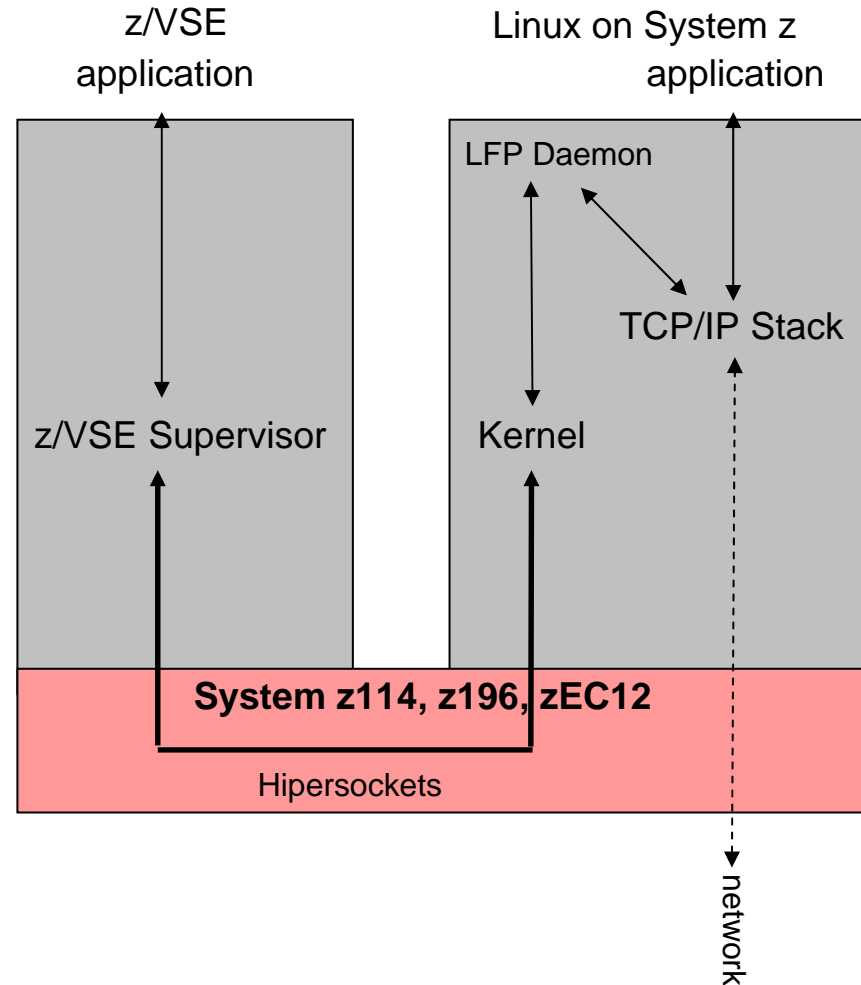 z/VSE
application
Linux on System z
application
LFP Daemon
TCP/IP Stack
z/VSE Supervisor
Kernel
System z114, z196, zEC12
Hipersockets
network